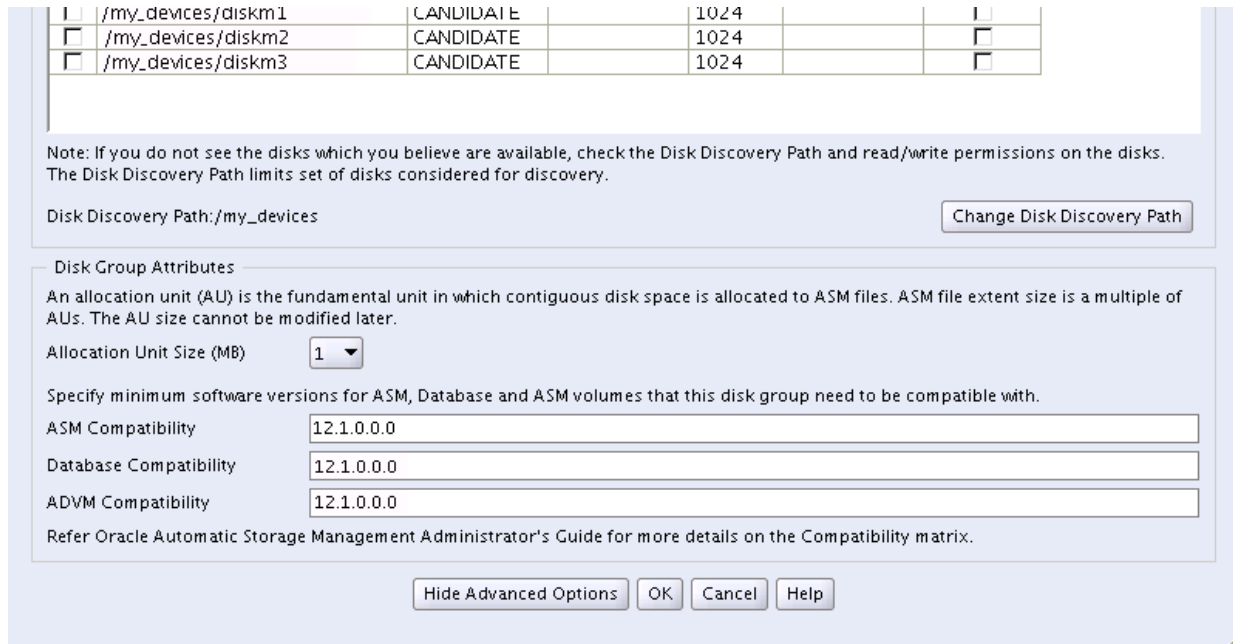 /my_devices/diskm1 CANDIDATE 1024
/my_devices/diskm2 CANDIDATE 1024
/my_devices/diskm3 CANDIDATE 1024
Note: If you do not see the disks which you believe are available, check the Disk Discovery Path and read/write permissions on the disks.
The Disk Discovery Path limits set of disks considered for discovery.
Disk Discovery Path:/my_devices Change Disk Discovery Path
Disk Group Attributes
An allocation unit (AU) is the fundamental unit in which contiguous disk space is allocated to ASM files. ASM file extent size is a multiple of
AUs. The AU size cannot be modified later.
Allocation Unit Size (MB) 1
Specify minimum software versions for ASM, Database and ASM volumes that this disk group need to be compatible with.
ASM Compatibility 12.1.0.0.0
Database Compatibility 12.1.0.0.0
ADVM Compatibility 12.1.0.0.0
Refer Oracle Automatic Storage Management Administrator's Guide for more details on the Compatibility matrix.
Hide Advanced Options OK Cancel Help